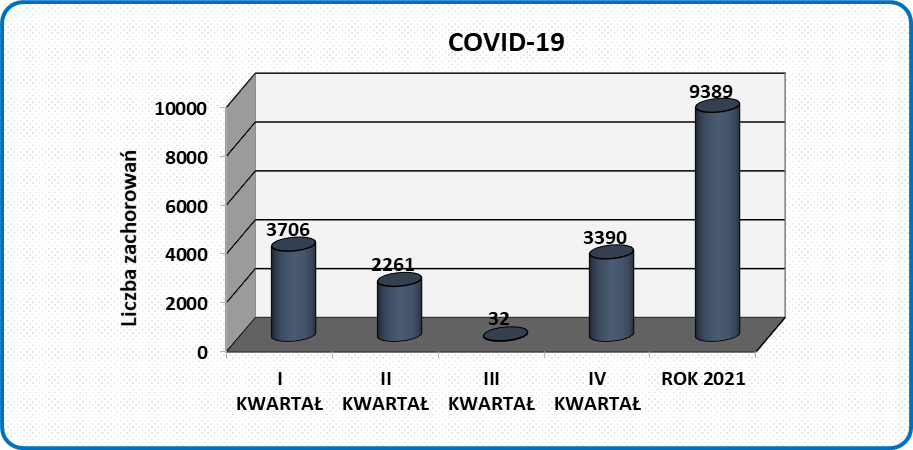 COVID-19
Liczba zachorowań
10000
8000
6000
4000
2000
0
3706
2261
32
3390
9389
I
KWARTAŁ
II
KWARTAŁ
III
KWARTAŁ
IV
KWARTAŁ
ROK 2021